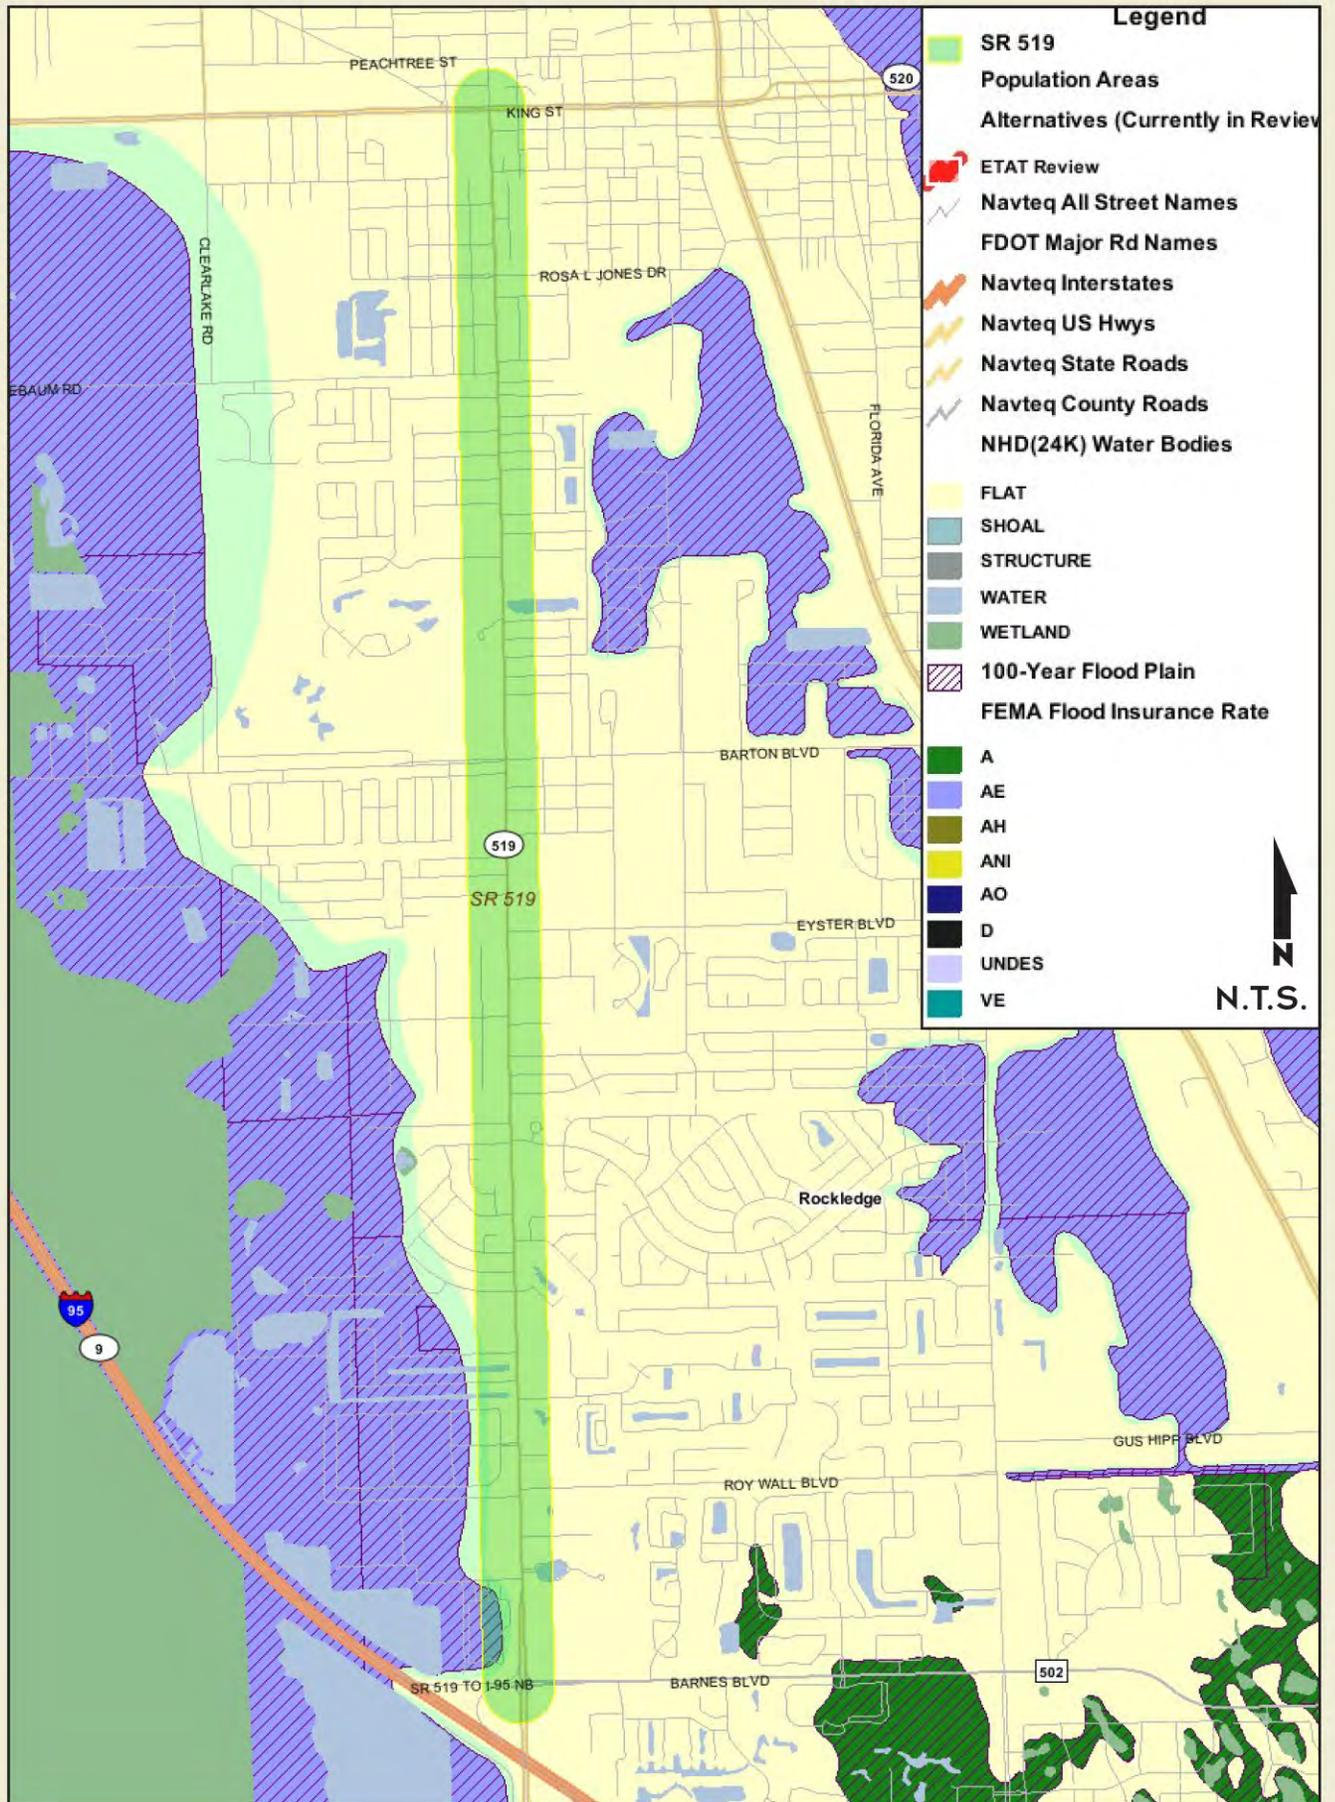 Legend
SR 519
Population Areas
Alternatives (Currently in Review
ETAT Review
Navteq All Street Names
FDOT Major Rd Names
Navteq Interstates
Navteq US Hwys
Navteq State Roads
Navteq County Roads
NHD(24K) Water Bodies
FLAT
SHOAL
STRUCTURE
WATER
WETLAND
100-Year Flood Plain
FEMA Flood Insurance Rate
A
AE
AH
ANI
AO
D
UNDES
VE
N
N.T.S.
PEACHTREE ST
520
KING ST
CLEARLAKE RD
ROSA L JONES DR
EBAUM RD
FLORIDA AVE
BARTON BLVD
519
SR 519
EYSTER BLVD
Rockledge
95
9
GUS HIPP BLVD
ROY WALL BLVD
502
SR 519 TO I-95 NB
BARNES BLVD